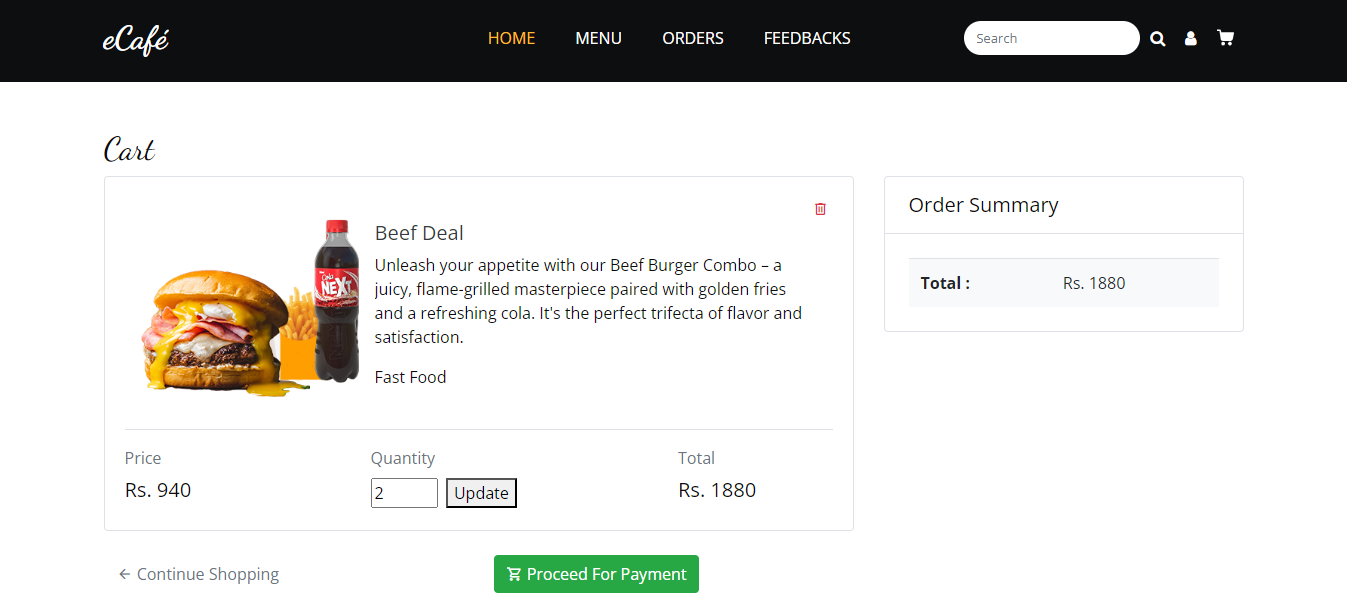 eCafé
HOME MENU ORDERS FEEDBACKS
Search
Cart
Beef Deal
Unleash your appetite with our Beef Burger Combo – a
juicy, flame-grilled masterpiece paired with golden fries
and a refreshing cola. It's the perfect trifecta of flavor and
satisfaction.
Fast Food
Cola
NEXT
Price Quantity Total
Rs. 940 2 Update Rs. 1880
Continue Shopping
Proceed For Payment
Order Summary
Total : Rs. 1880